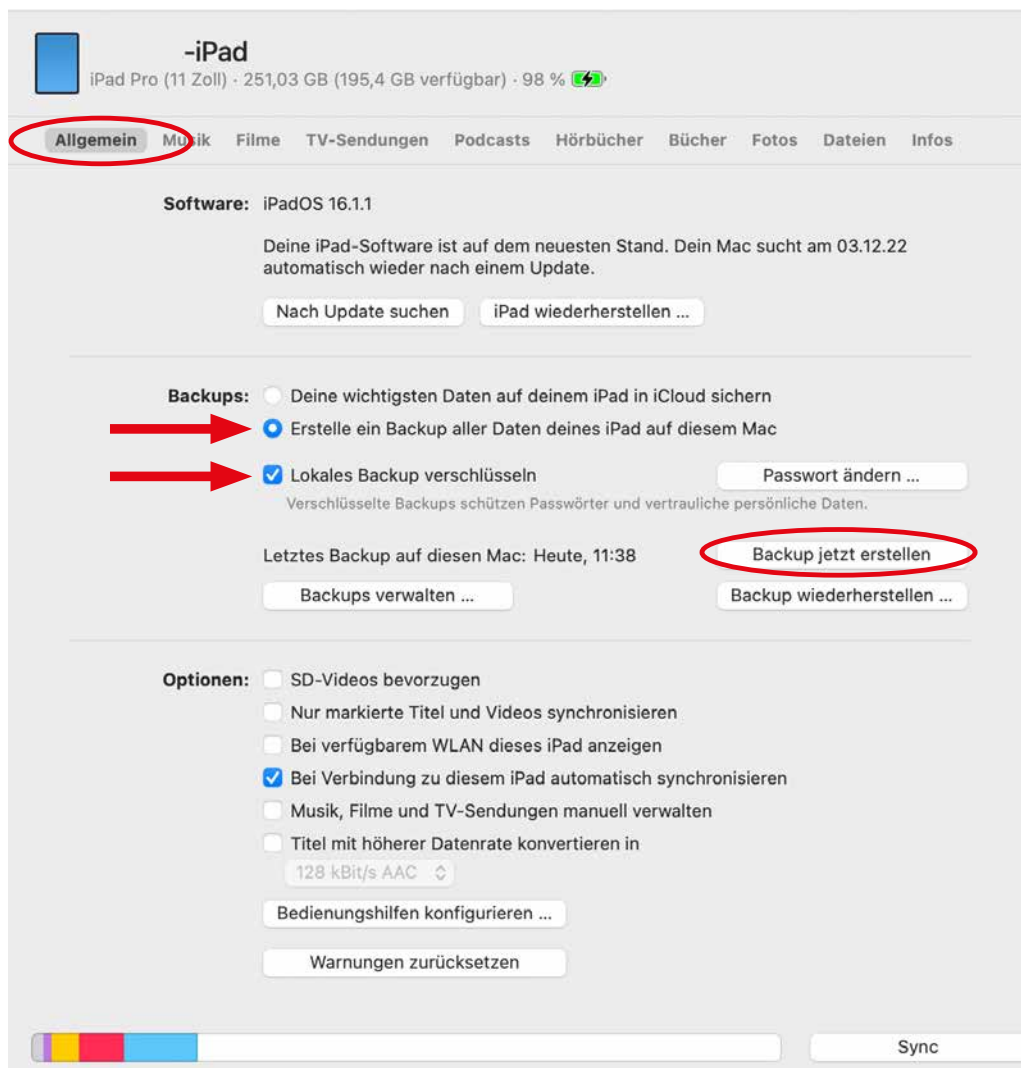 -iPad
iPad Pro (11 Zoll) · 251,03 GB (195,4 GB verfügbar) · 98 %
Allgemein Musik Filme TV-Sendungen Podcasts Hörbücher Bücher Fotos Dateien Infos
Software: iPadOS 16.1.1
Deine iPad-Software ist auf dem neuesten Stand. Dein Mac sucht am 03.12.22
automatisch wieder nach einem Update.
Nach Update suchen iPad wiederherstellen ...
Backups: Deine wichtigsten Daten auf deinem iPad in iCloud sichern
Erstelle ein Backup aller Daten deines iPad auf diesem Mac
Lokales Backup verschlüsseln Passwort ändern ...
Verschlüsselte Backups schützen Passwörter und vertrauliche persönliche Daten.
Letztes Backup auf diesen Mac: Heute, 11:38 Backup jetzt erstellen
Backups verwalten ... Backup wiederherstellen ...
Optionen: SD-Videos bevorzugen
Nur markierte Titel und Videos synchronisieren
Bei verfügbarem WLAN dieses iPad anzeigen
Bei Verbindung zu diesem iPad automatisch synchronisieren
Musik, Filme und TV-Sendungen manuell verwalten
Titel mit höherer Datenrate konvertieren in
128 kBit/s AAC
Bedienungshilfen konfigurieren ...
Warnungen zurücksetzen
Sync